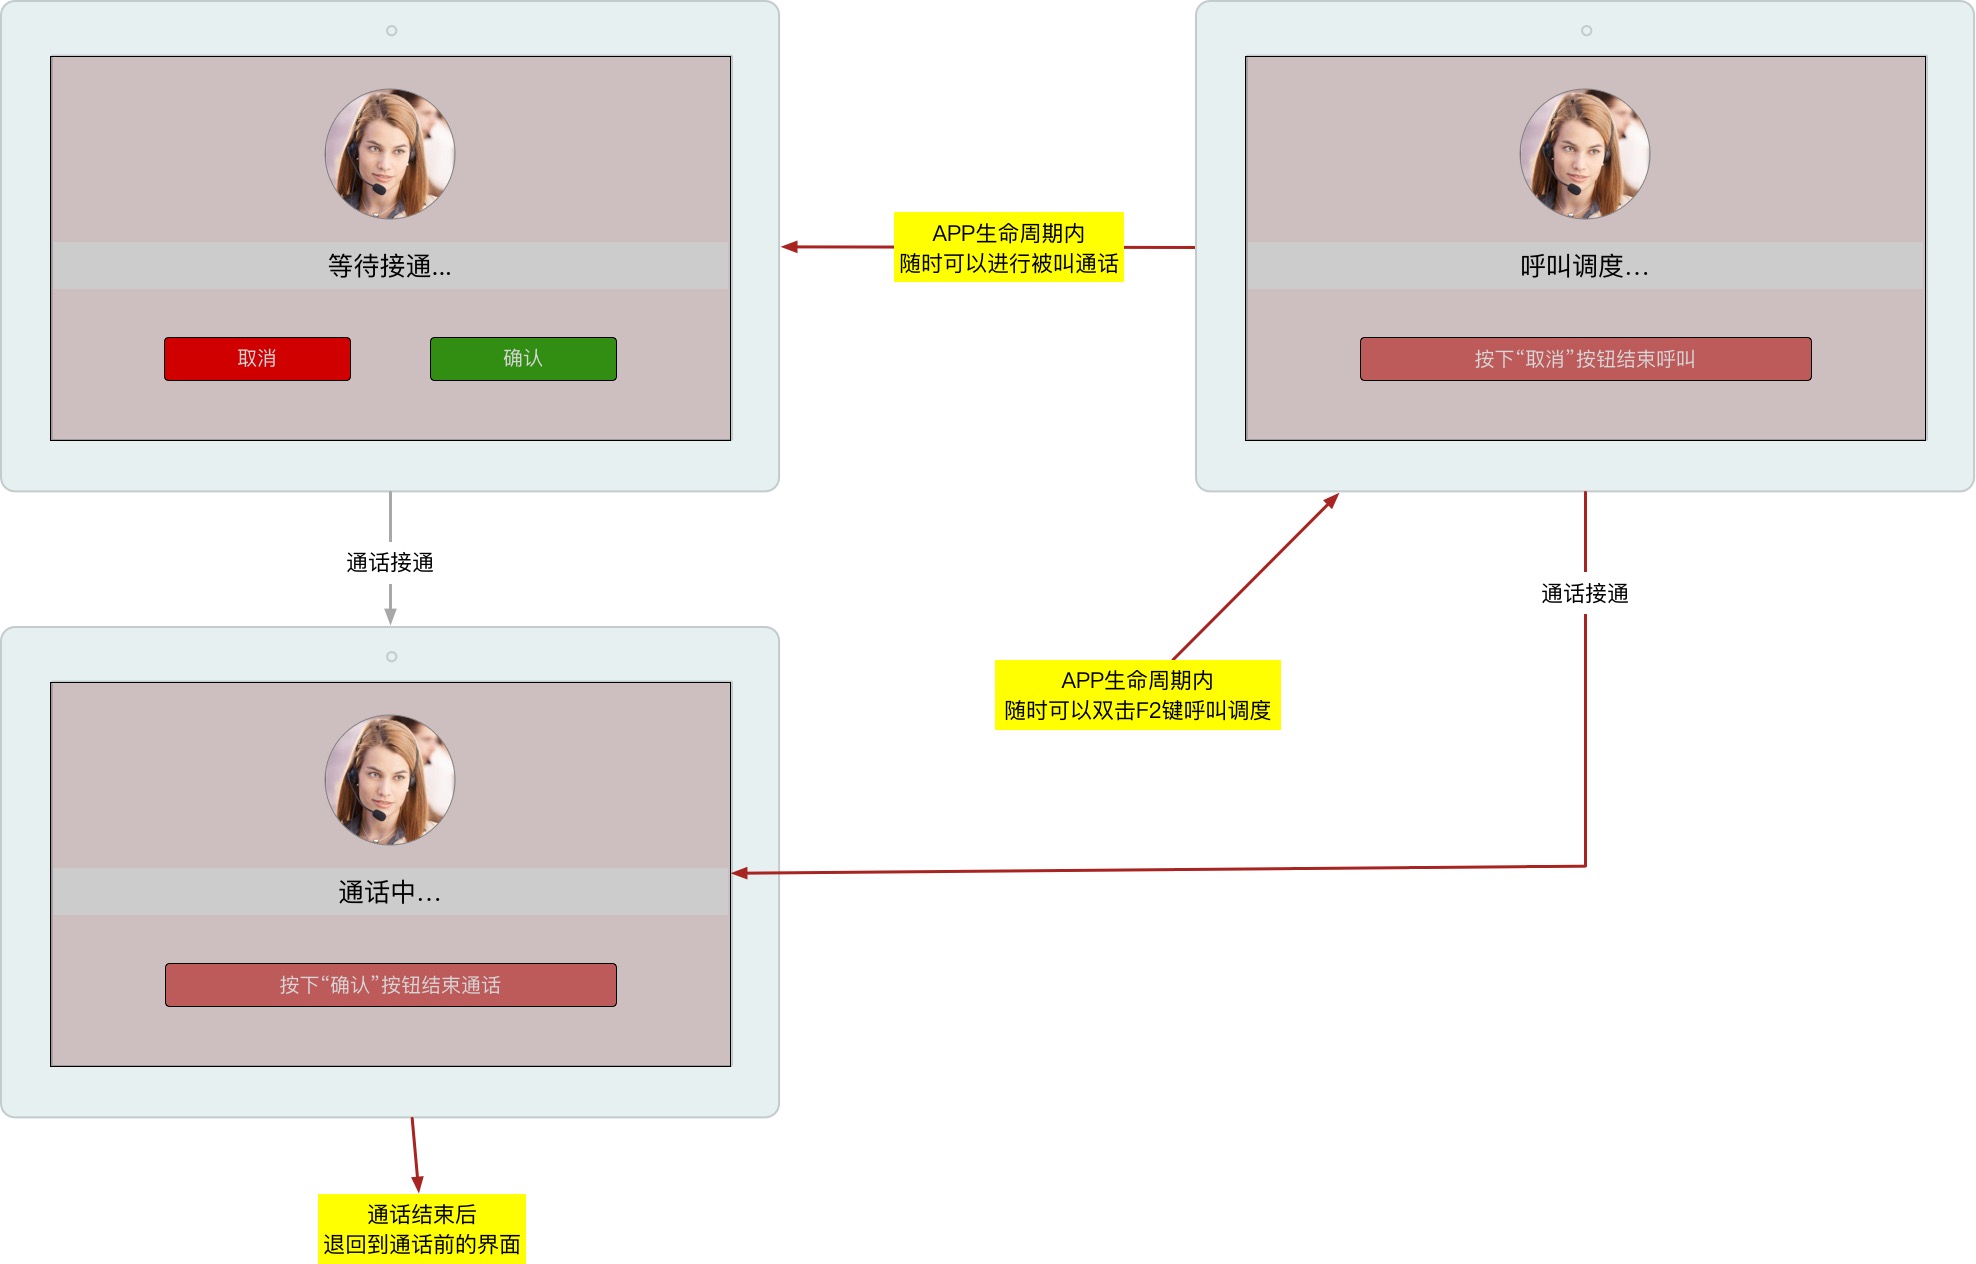 等待接通...
取消
确认
APP生命周期内
随时可以进行被叫通话
呼叫调度...
按下“取消”按钮结束呼叫
通话接通
通话接通
APP生命周期内
随时可以双击F2键呼叫调度
通话中...
按下“确认”按钮结束通话
通话结束后
退回到通话前的界面